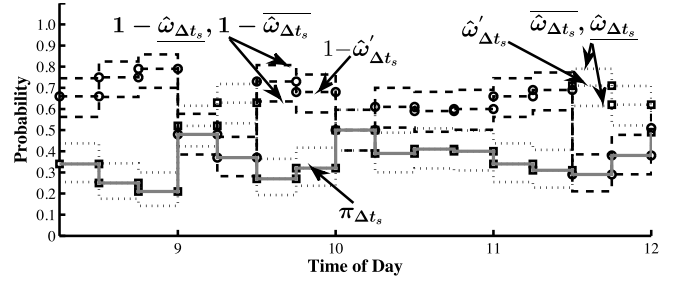 1 − \underline{ω̂_{Δt_s}}, 1 − \overline{ω̂_{Δt_s}}
1−ω̂′_{Δt_s}
ω̂′_{Δt_s}
\overline{ω̂_{Δt_s}}, \underline{ω̂_{Δt_s}}
Probability
1.0
0.9
0.8
0.7
0.6
0.5
0.4
0.3
0.2
0.1
0
π_{Δt_s}
9
10
11
12
Time of Day